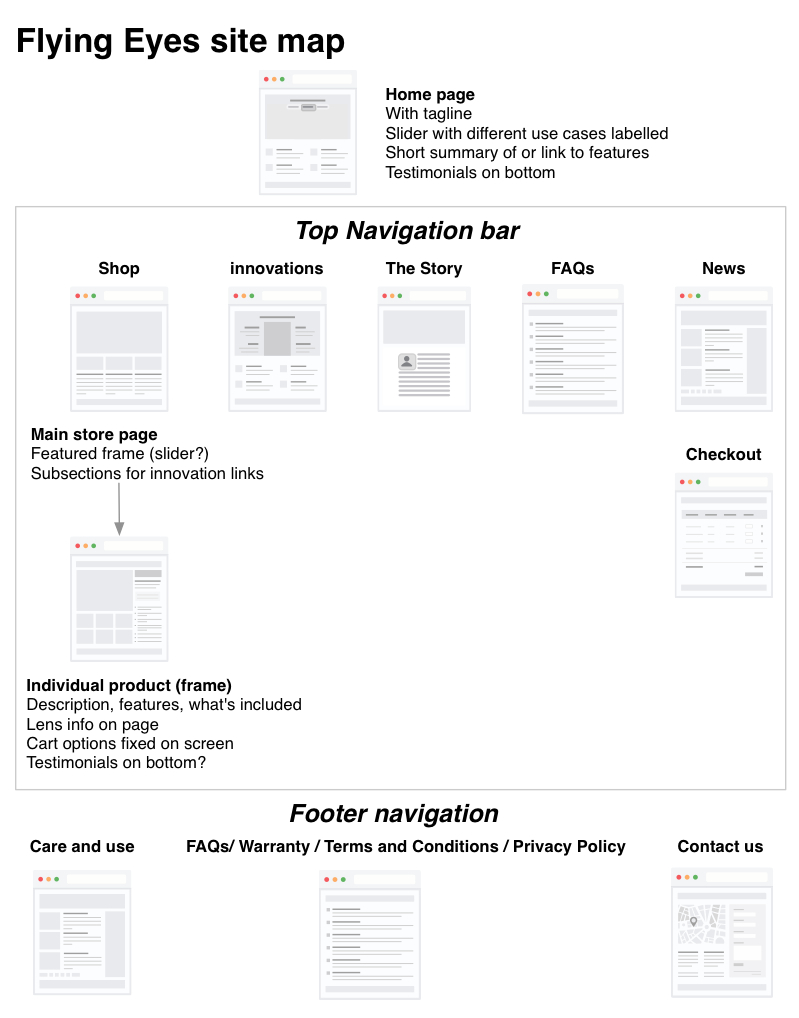 Flying Eyes site map
Home page
With tagline
Slider with different use cases labelled
Short summary of or link to features
Testimonials on bottom
Top Navigation bar
Shop
innovations
The Story
FAQs
News
Main store page
Featured frame (slider?)
Subsections for innovation links
Checkout
Individual product (frame)
Description, features, what's included
Lens info on page
Cart options fixed on screen
Testimonials on bottom?
Footer navigation
Care and use
FAQs/ Warranty / Terms and Conditions / Privacy Policy
Contact us